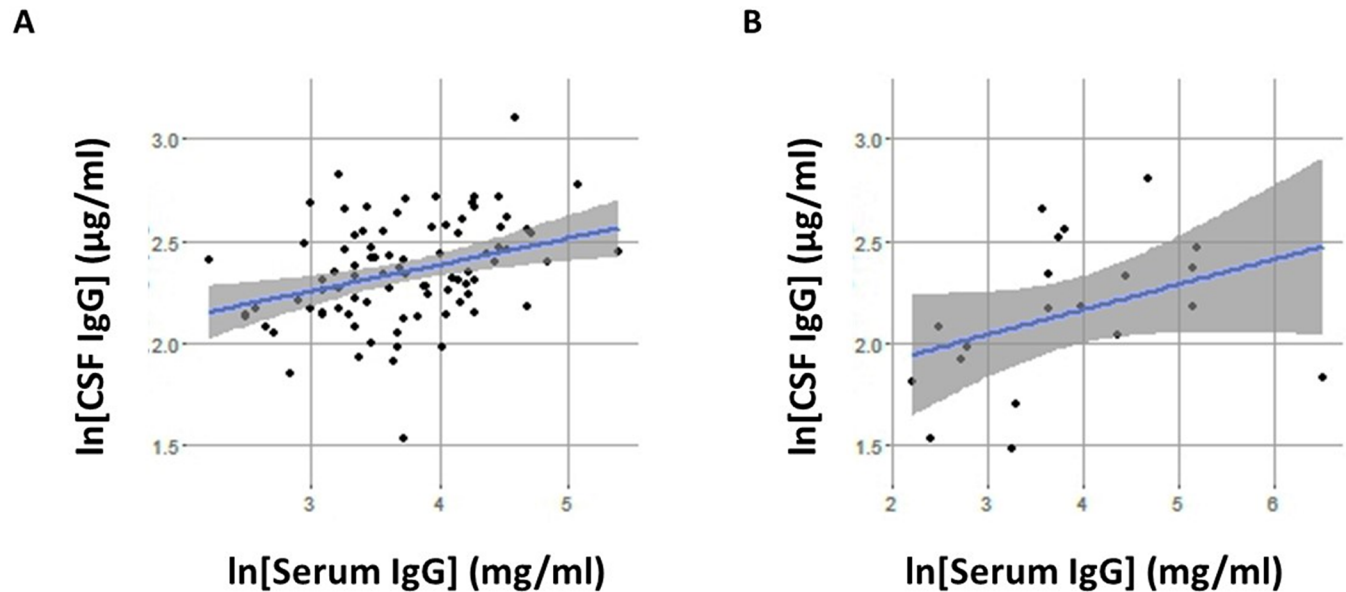 A
B
ln[CSF IgG] (µg/ml)
3.0
2.5
2.0
1.5
3 4 5
ln[Serum IgG] (mg/ml)
ln[CSF IgG] (µg/ml)
3.0
2.5
2.0
1.5
2 3 4 5 6
ln[Serum IgG] (mg/ml)